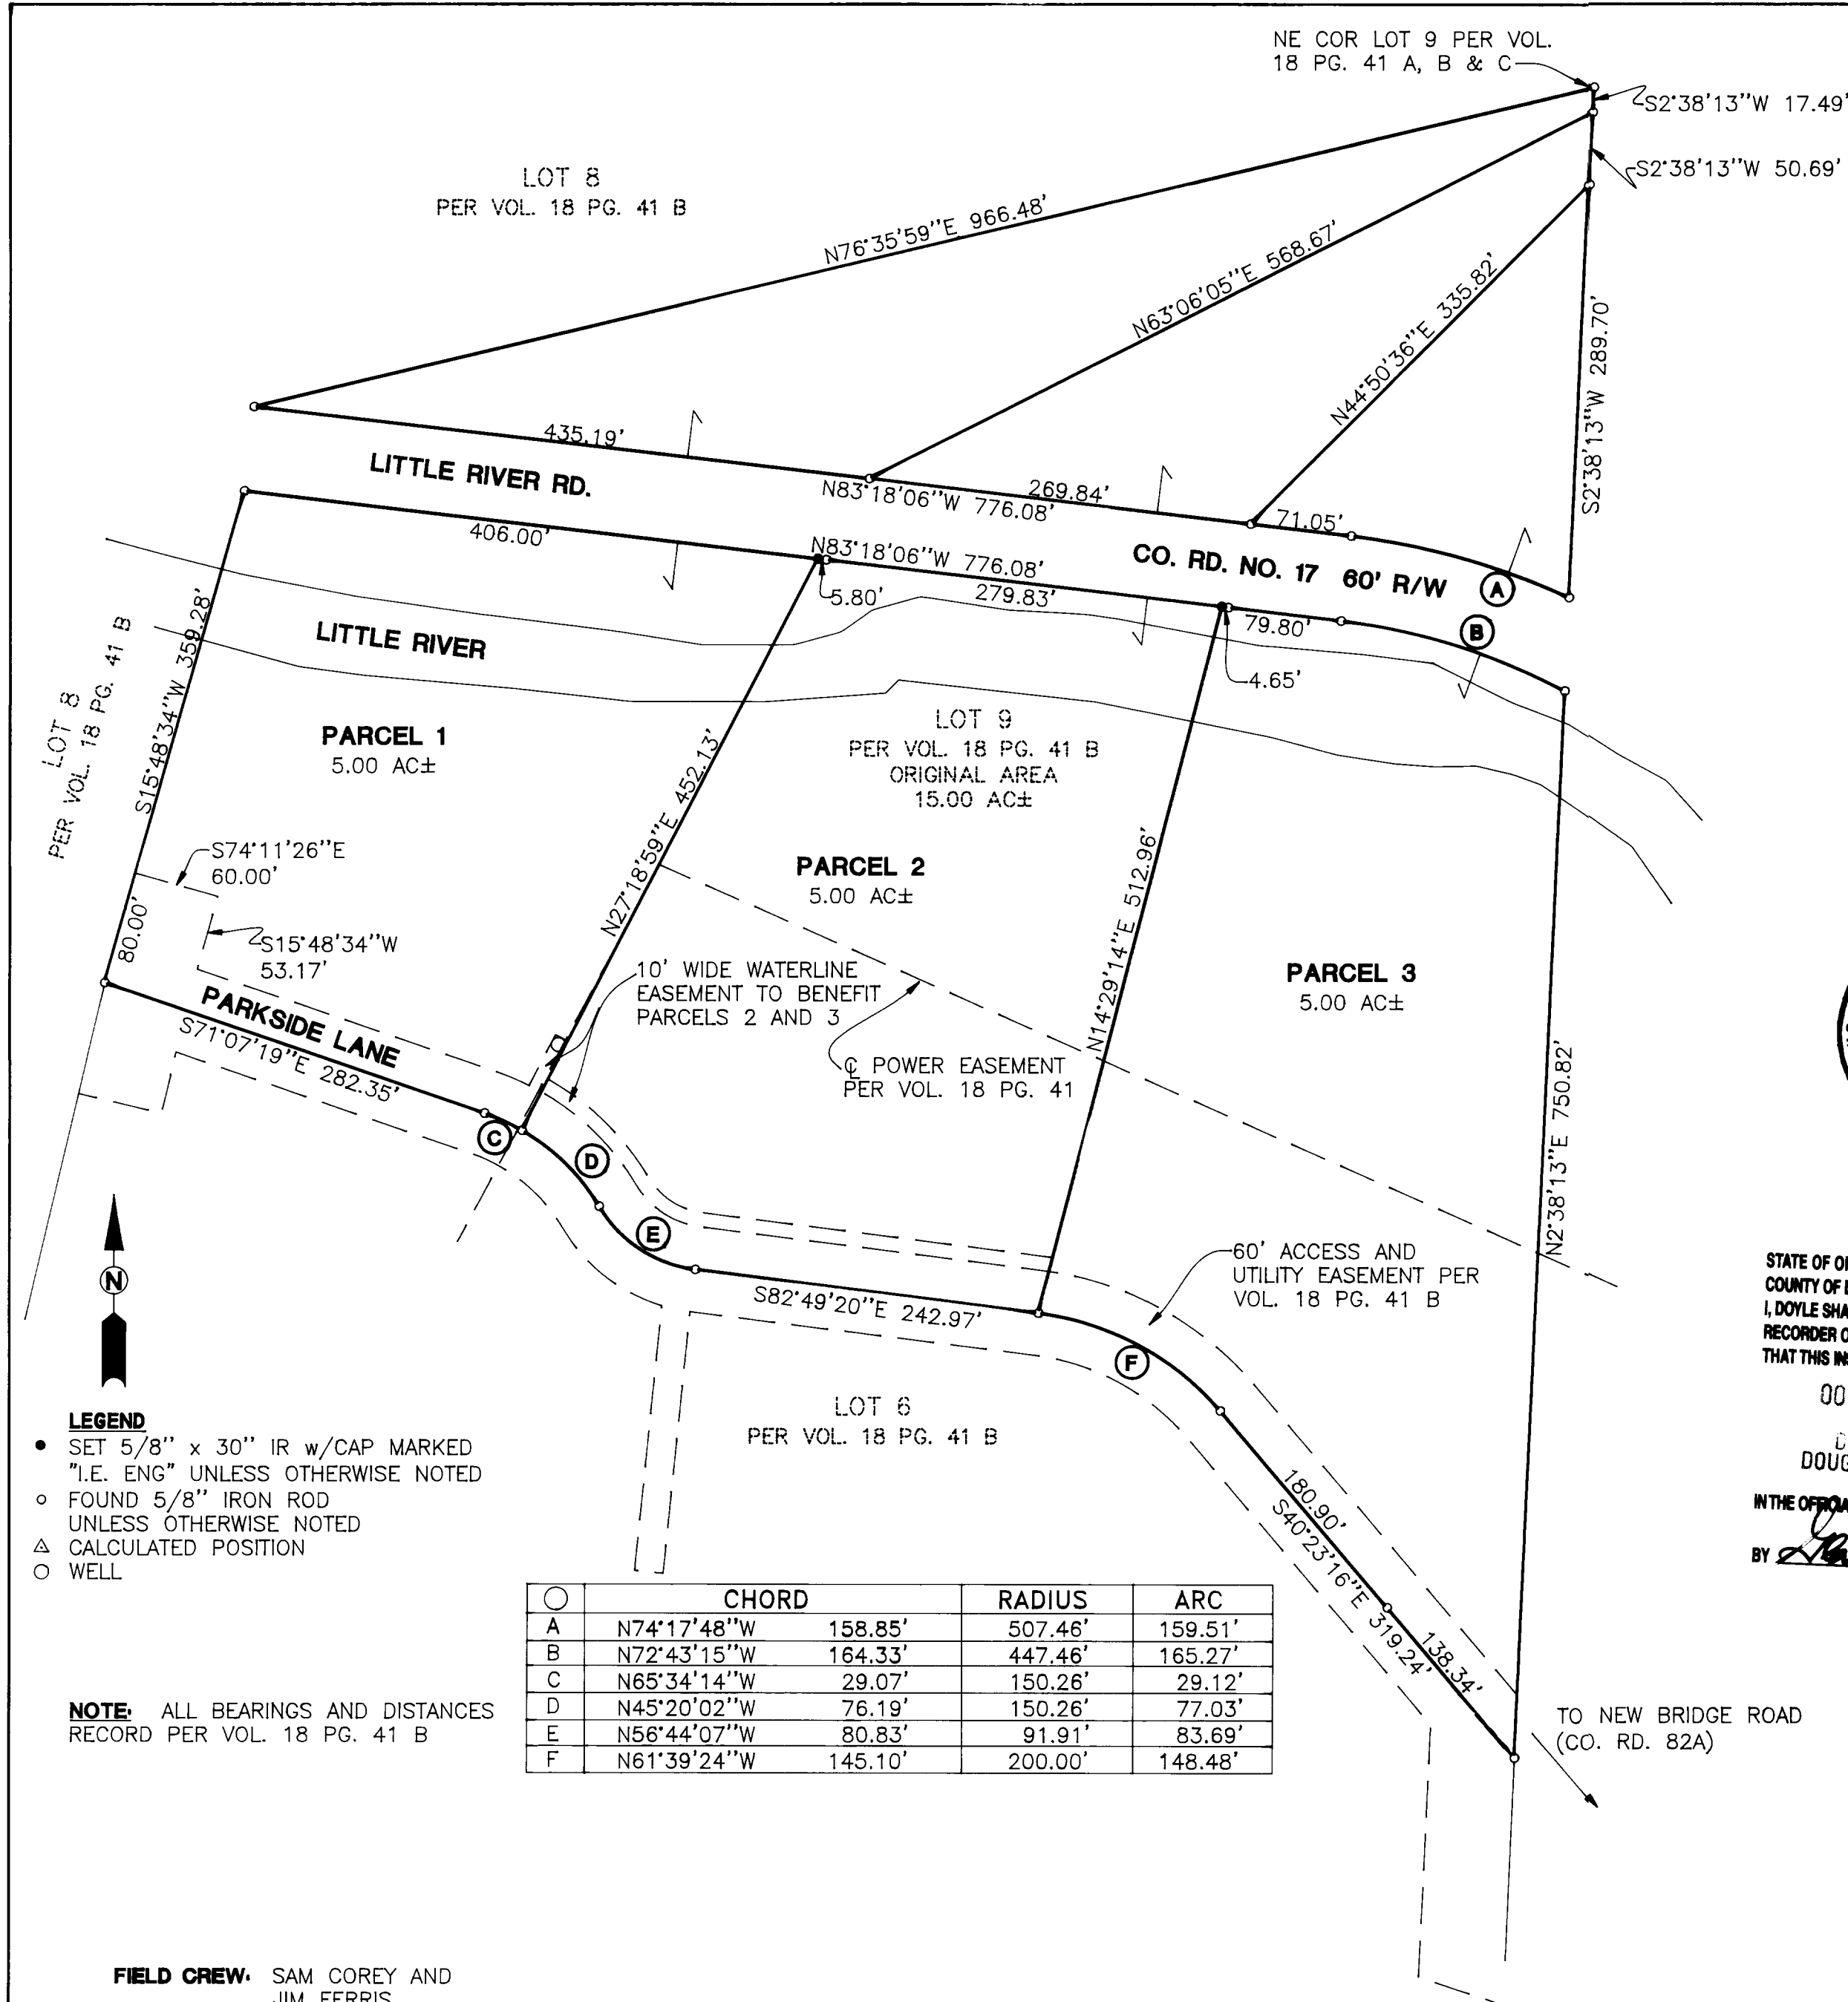 NE COR LOT 9 PER VOL.
18 PG. 41 A, B & C
S2°38'13"W 17.49'
S2°38'13"W 50.69'
LOT 8
PER VOL. 18 PG. 41 B
N76°35'59"E 966.48'
N63°06'05"E 568.67'
N44°50'36"E 335.82'
S2°38'13"W 289.70'
435.19'
LITTLE RIVER RD.
N83°18'06"W 776.08'
269.84'
71.05'
406.00'
N83°18'06"W 776.08'
5.80'
279.83'
CO. RD. NO. 17 60' R/W
A
B
79.80'
4.65'
LITTLE RIVER
LOT 8
PER VOL. 18 PG. 41 B
S15°48'34"W 359.28'
PARCEL 1
5.00 AC±
LOT 9
PER VOL. 18 PG. 41 B
ORIGINAL AREA
15.00 AC±
N27°18'59"E 452.13'
PARCEL 2
5.00 AC±
N14°29'14"E 512.96'
PARCEL 3
5.00 AC±
S74°11'26"E
60.00'
80.00'
S15°48'34"W
53.17'
10' WIDE WATERLINE
EASEMENT TO BENEFIT
PARCELS 2 AND 3
PARKSIDE LANE
S71°07'19"E 282.35'
℄ POWER EASEMENT
PER VOL. 18 PG. 41
N2°38'13"E 750.82'
C
D
E
S82°49'20"E 242.97'
60' ACCESS AND
UTILITY EASEMENT PER
VOL. 18 PG. 41 B
F
N
STATE OF
COUNTY OF
I, DOYLE
RECORDER
THAT THIS
00
LOT 6
PER VOL. 18 PG. 41 B
180.90'
S40°23'16"E 319.24'
138.34'
LEGEND
● SET 5/8" x 30" IR w/CAP MARKED
"I.E. ENG" UNLESS OTHERWISE NOTED
○ FOUND 5/8" IRON ROD
UNLESS OTHERWISE NOTED
△ CALCULATED POSITION
○ WELL
IN THE
BY
○ CHORD RADIUS ARC
A N74°17'48"W 158.85' 507.46' 159.51'
B N72°43'15"W 164.33' 447.46' 165.27'
C N65°34'14"W 29.07' 150.26' 29.12'
D N45°20'02"W 76.19' 150.26' 77.03'
E N56°44'07"W 80.83' 91.91' 83.69'
F N61°39'24"W 145.10' 200.00' 148.48'
NOTE: ALL BEARINGS AND DISTANCES
RECORD PER VOL. 18 PG. 41 B
TO NEW BRIDGE ROAD
(CO. RD. 82A)
FIELD CREW: SAM COREY AND
JIM FERRIS